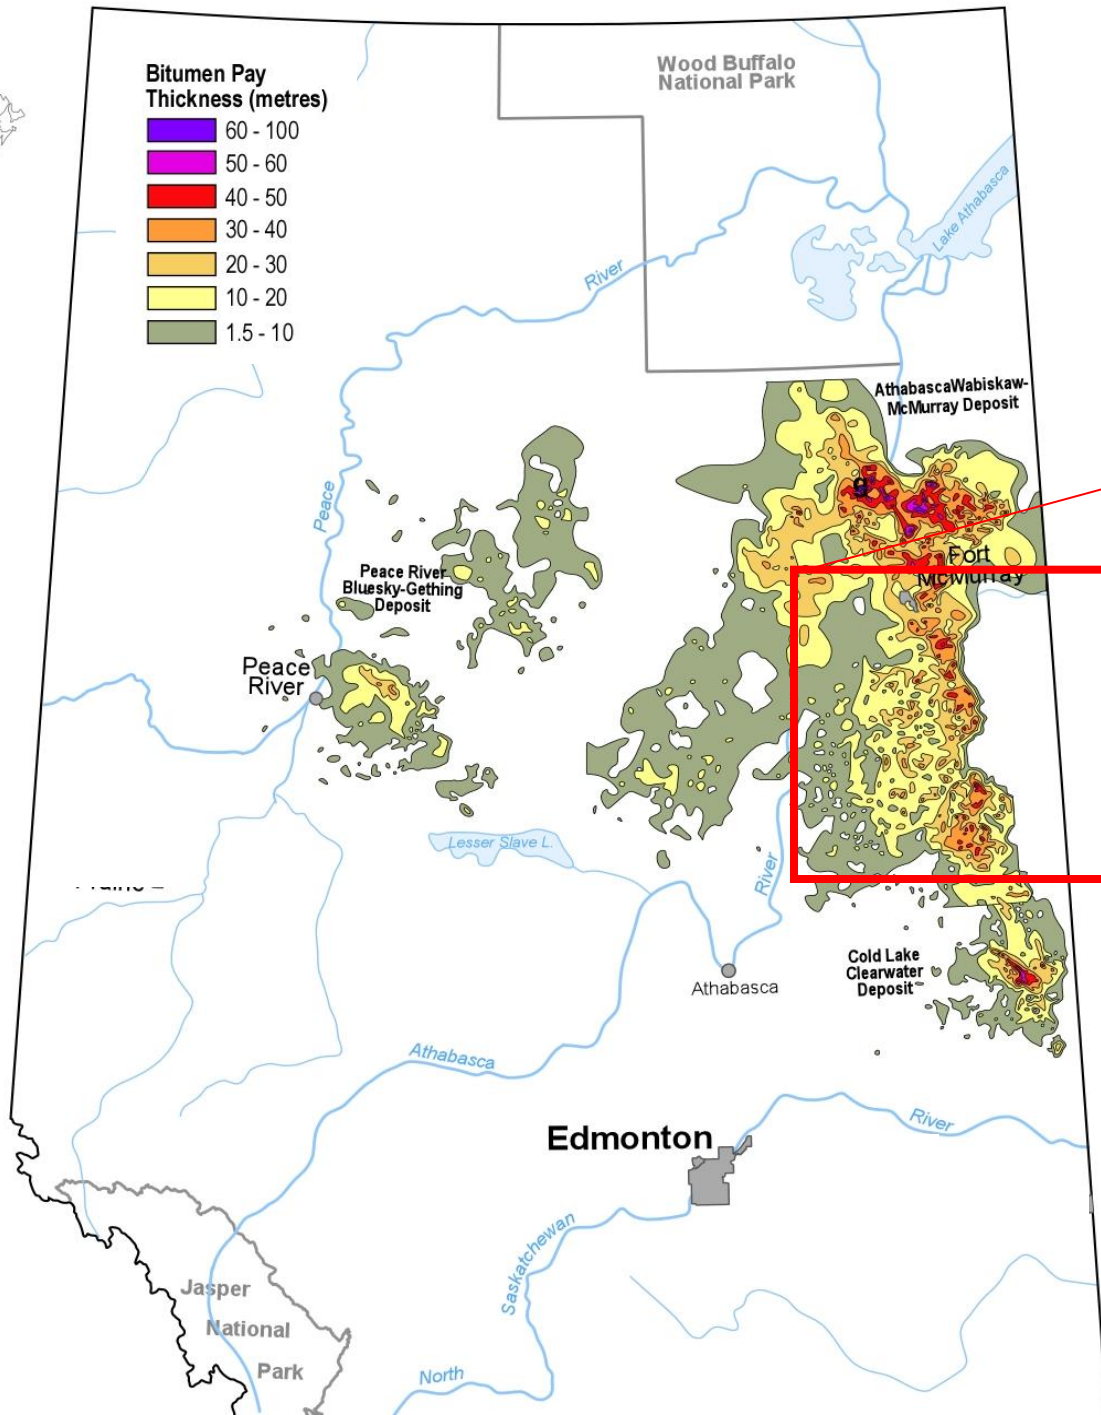 Wood Buffalo
National Park
Bitumen Pay
Thickness (metres)
60 - 100
50 - 60
40 - 50
30 - 40
20 - 30
10 - 20
1.5 - 10
Lake Athabasca
River
Peace
AthabascaWabiskaw-
McMurray Deposit
g
Fort
McMurray
Peace River
Bluesky-Gething
Deposit
Peace
River
Lesser Slave L.
River
Cold Lake
Clearwater
Deposit
Athabasca
Athabasca
River
Edmonton
Saskatchewan
Jasper
National
Park
North